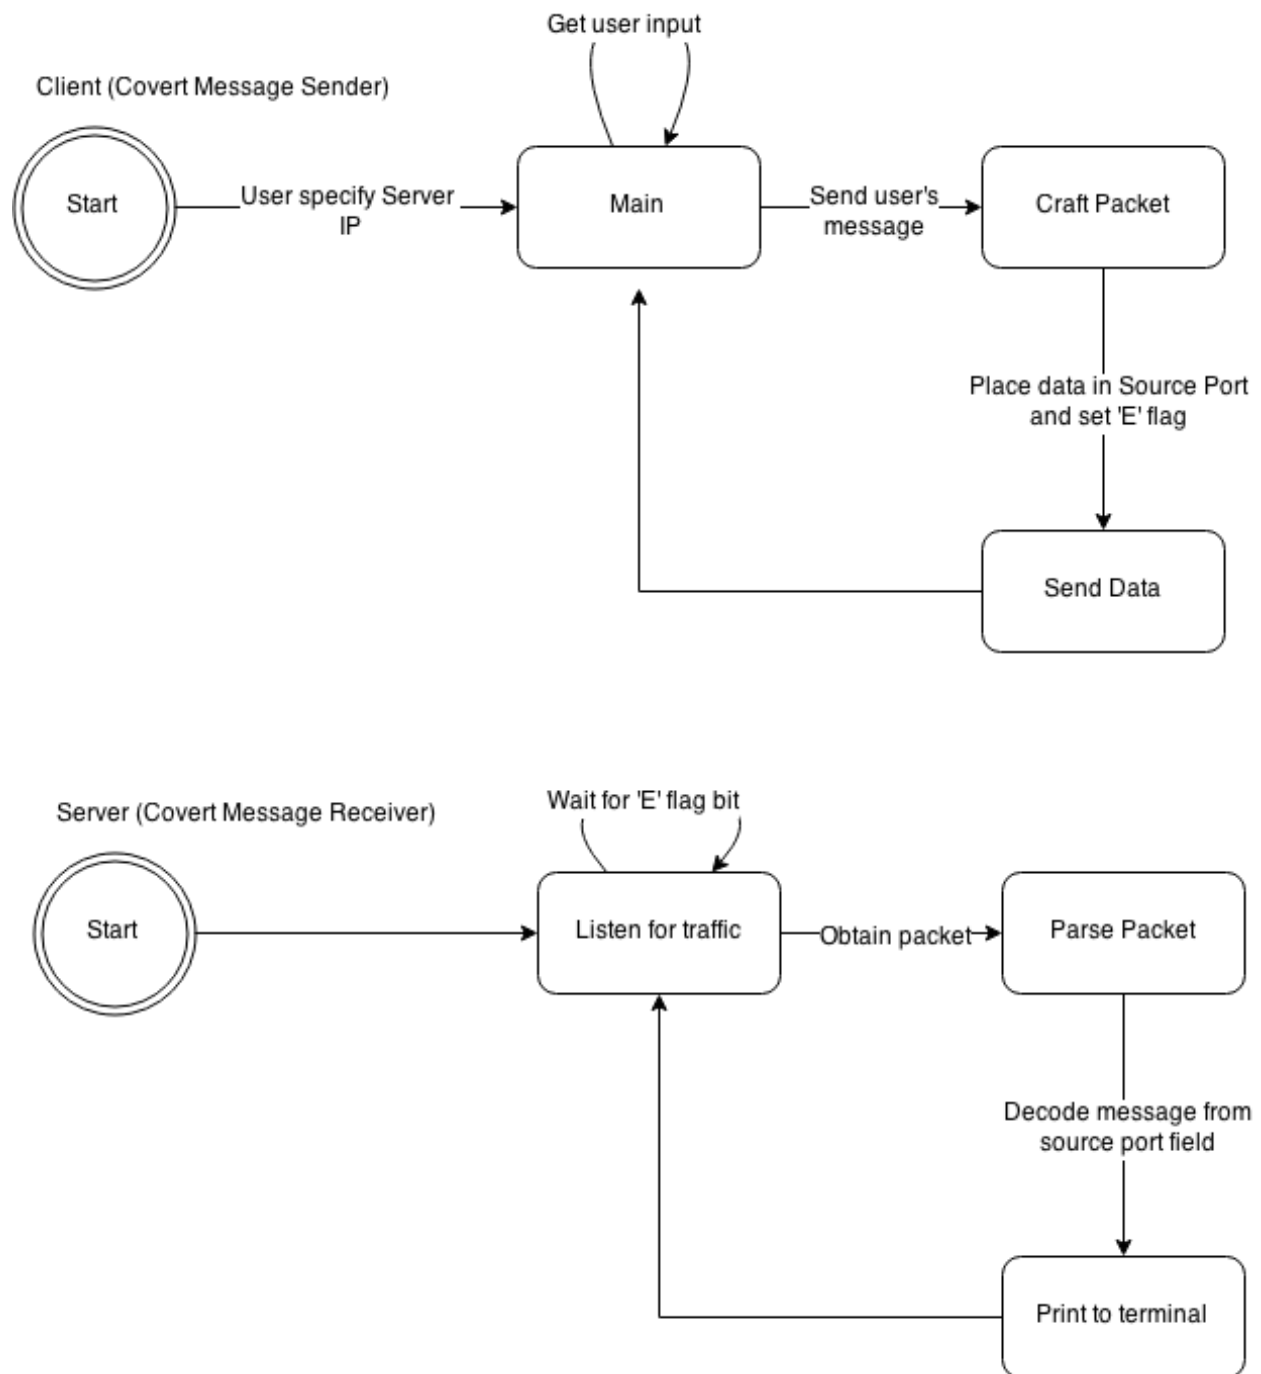 Get user input
Client (Covert Message Sender)
Start
User specify Server
IP
Main
Send user's
message
Craft Packet
Place data in Source Port
and set 'E' flag
Send Data
Wait for 'E' flag bit
Server (Covert Message Receiver)
Start
Listen for traffic
Obtain packet
Parse Packet
Decode message from
source port field
Print to terminal